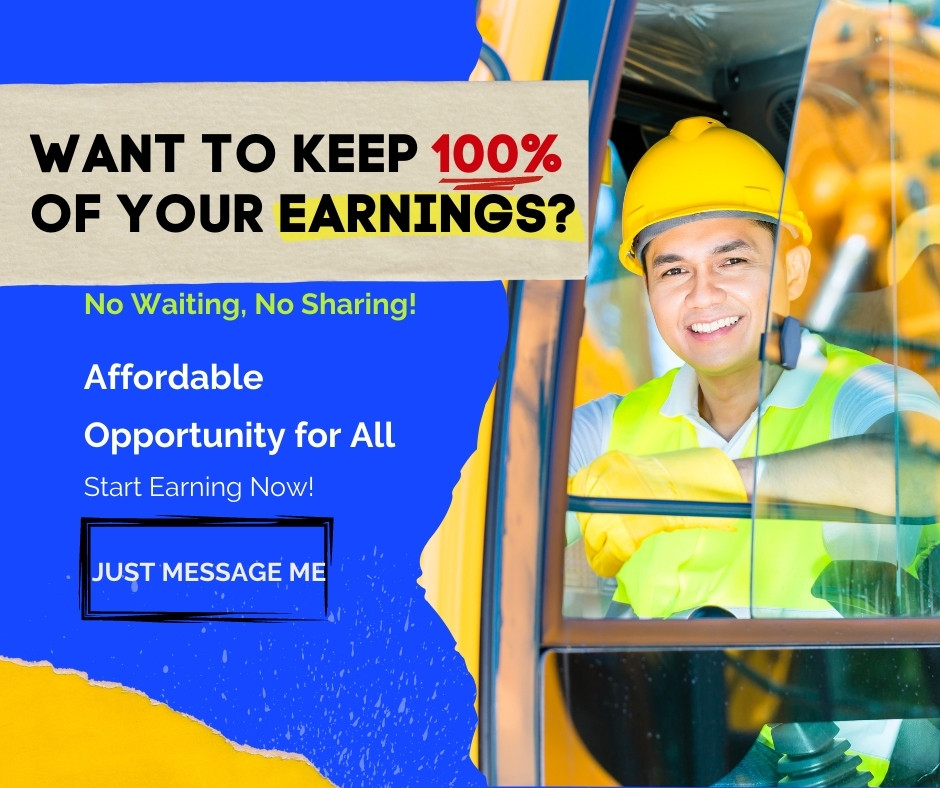 WANT TO KEEP 100%
OF YOUR EARNINGS?
No Waiting, No Sharing!
Affordable
Opportunity for All
Start Earning Now!
JUST MESSAGE ME